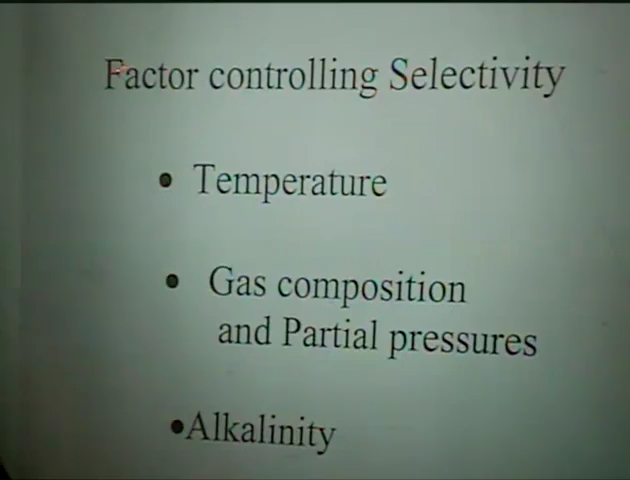 Factor controlling Selectivity
• Temperature
• Gas composition
and Partial pressures
•Alkalinity